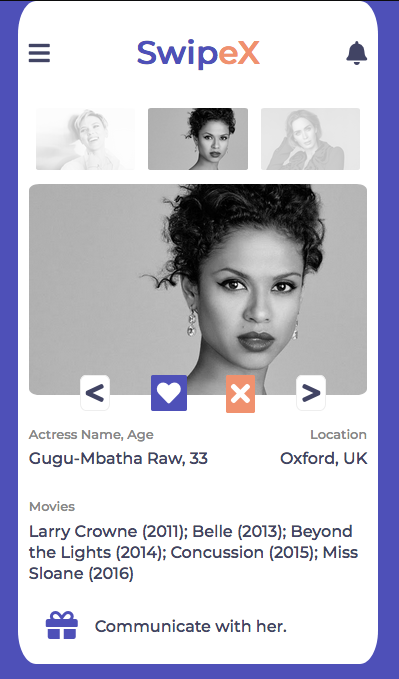 SwipeX
< >
Actress Name, Age Location
Gugu-Mbatha Raw, 33 Oxford, UK
Movies
Larry Crowne (2011); Belle (2013); Beyond
the Lights (2014); Concussion (2015); Miss
Sloane (2016)
Communicate with her.